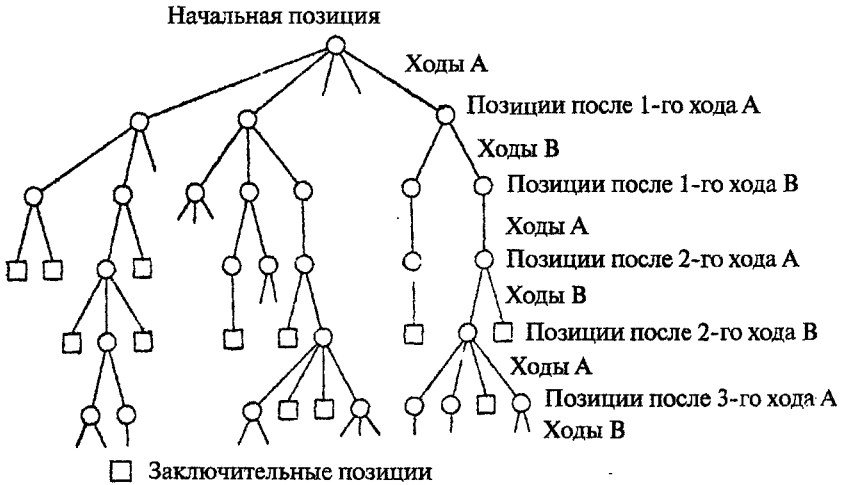 Начальная позиция
Ходы A
Позиции после 1-го хода A
Ходы B
Позиции после 1-го хода B
Ходы A
Позиции после 2-го хода A
Ходы B
Позиции после 2-го хода B
Ходы A
Позиции после 3-го хода A
Ходы B
Заключительные позиции